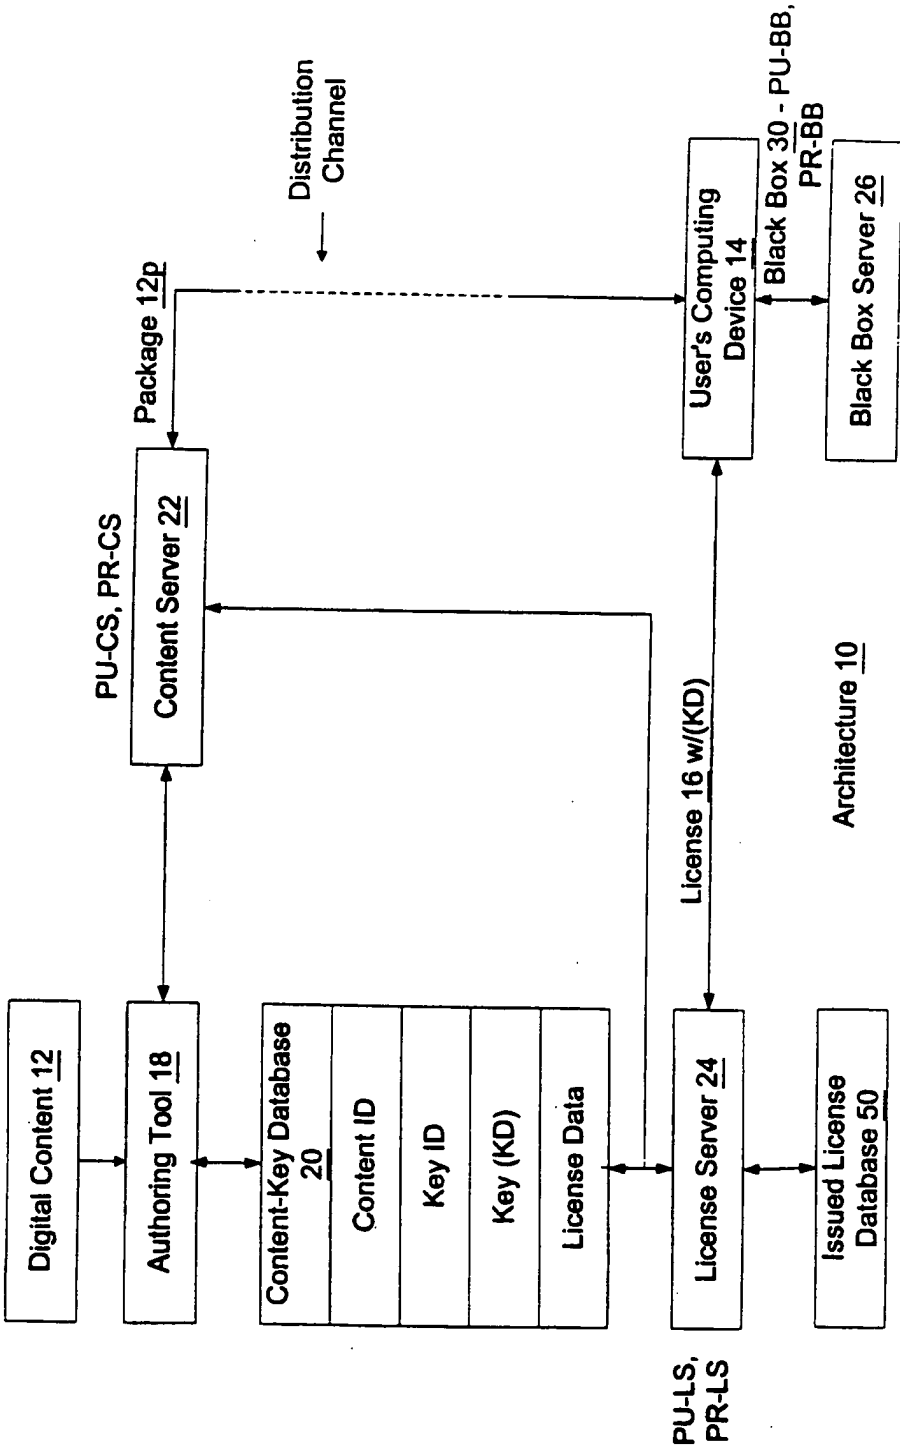 Digital Content 12
Authoring Tool 18
Content-Key Database
20
Content ID
Key ID
Key (KD)
License Data
PU-LS,
PR-LS
License Server 24
Issued License
Database 50
PU-CS, PR-CS
Content Server 22
Package 12p
Distribution
Channel
License 16 w/(KD)
User's Computing
Device 14
Black Box 30 - PU-BB,
PR-BB
Black Box Server 26
Architecture 10